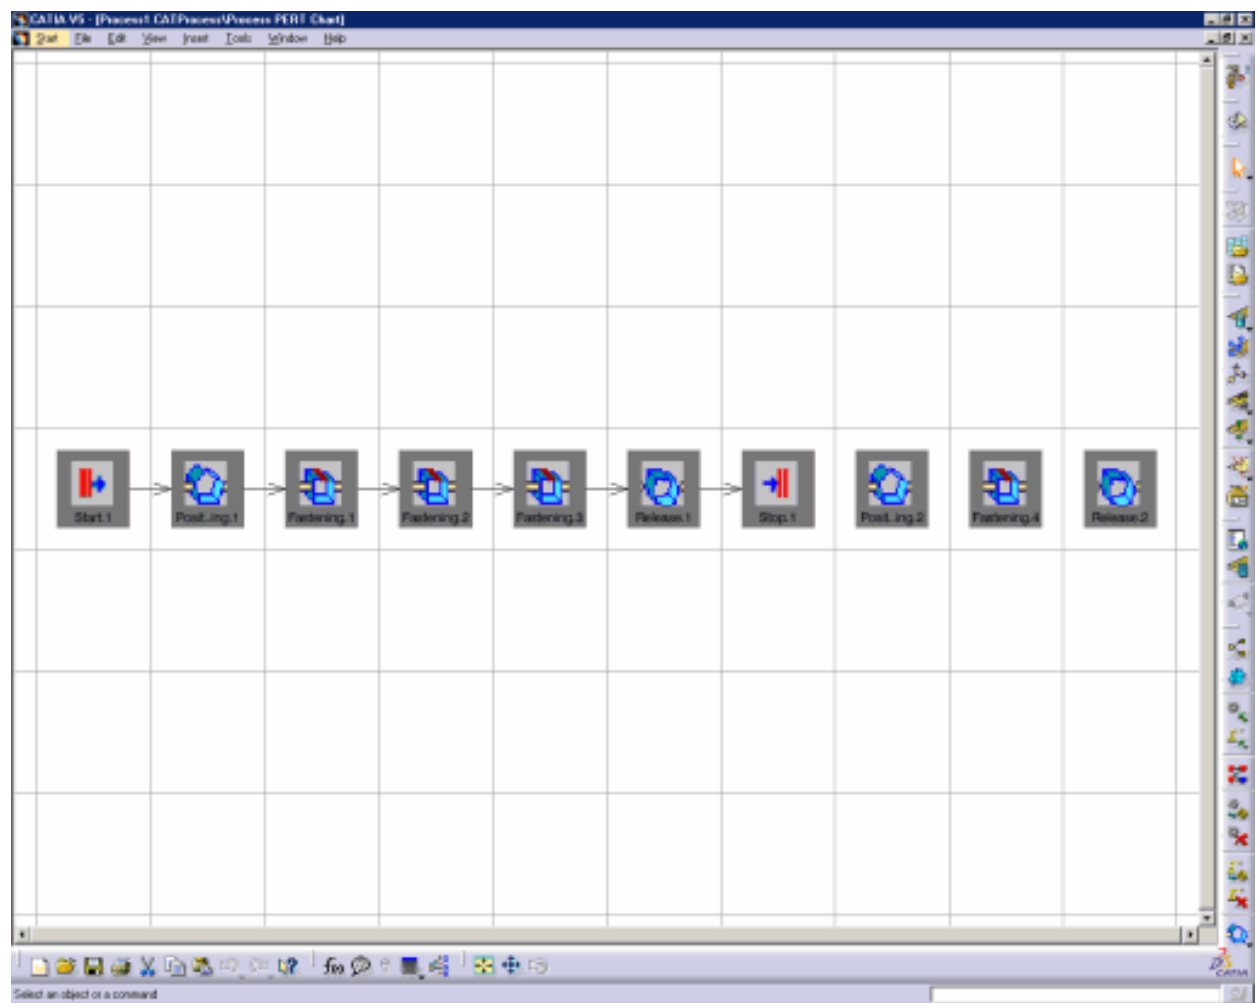 CATIA V5 - [Process1.CATProcess\Process PERT Chart]
Start File Edit View Insert Tools Window Help
Start.1 Posit...ing.1 Fastening.1 Fastening.2 Fastening.3 Release.1 Stop.1 Posit...ing.2 Fastening.4 Release.2
f(x)
CATIA
Select an object or a command